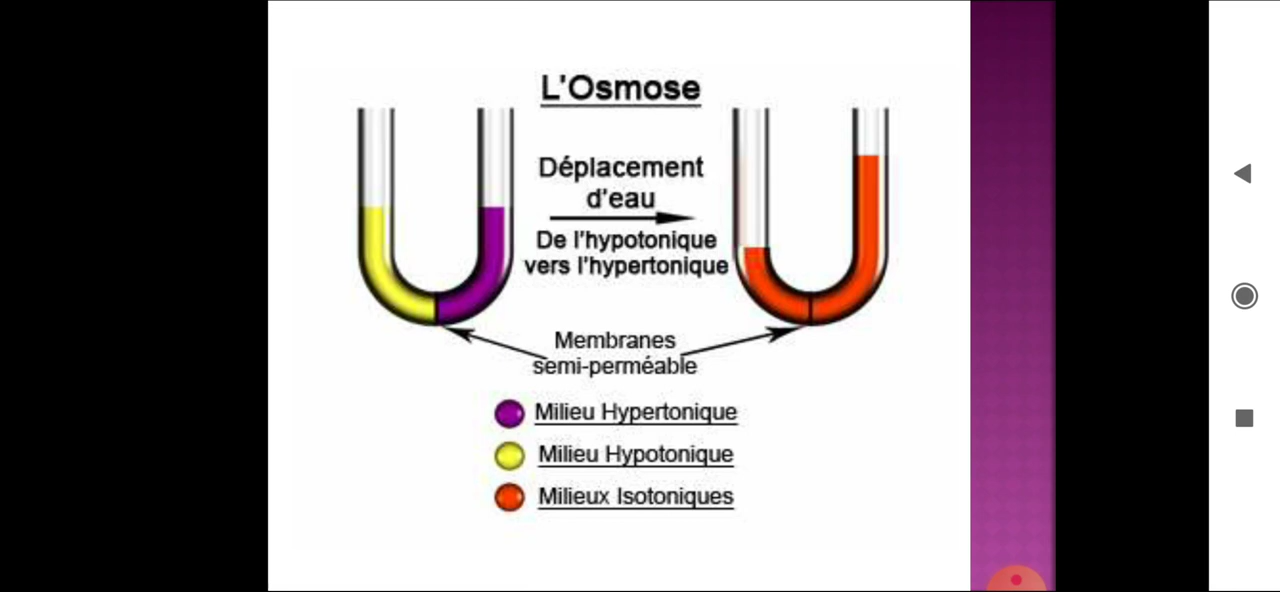 L'Osmose
Déplacement
d'eau
De l'hypotonique
vers l'hypertonique
Membranes
semi-perméable
Milieu Hypertonique
Milieu Hypotonique
Milieux Isotoniques